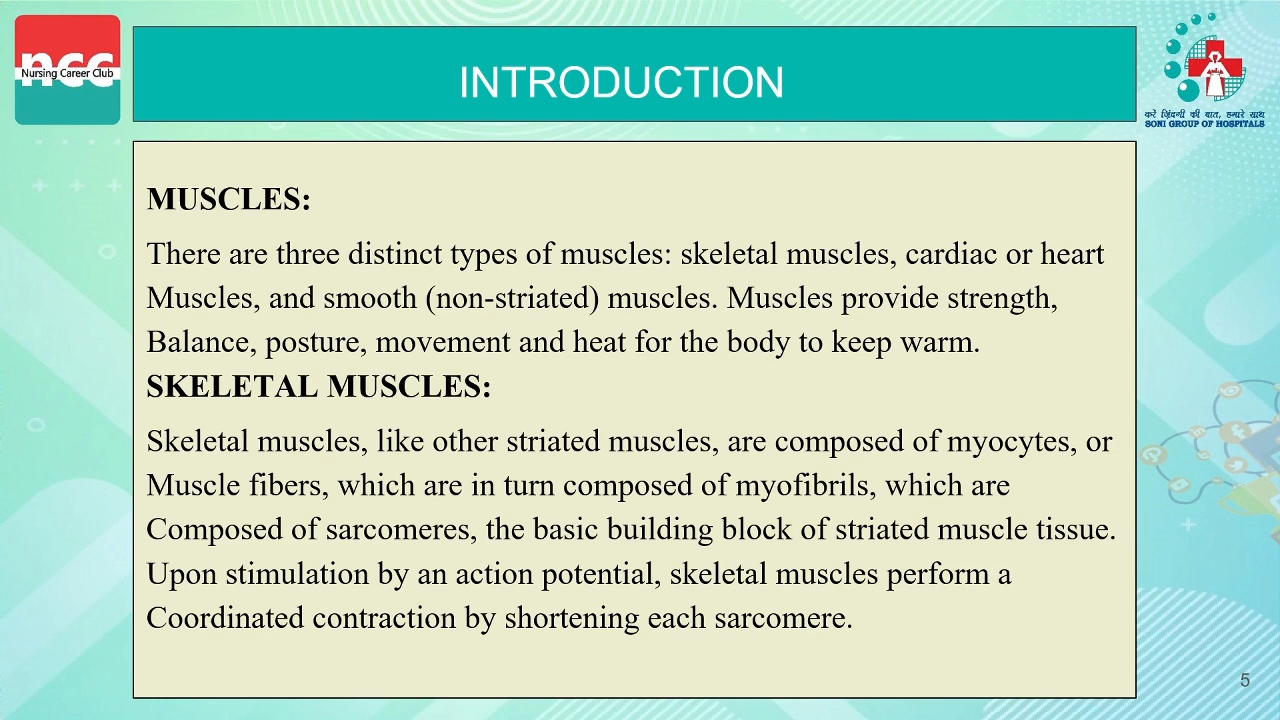 ncc
Nursing Career Club
INTRODUCTION
करे ज़िंदगी की बात, हमारे साथ
SONI GROUP OF HOSPITALS
MUSCLES:
There are three distinct types of muscles: skeletal muscles, cardiac or heart
Muscles, and smooth (non-striated) muscles. Muscles provide strength,
Balance, posture, movement and heat for the body to keep warm.
SKELETAL MUSCLES:
Skeletal muscles, like other striated muscles, are composed of myocytes, or
Muscle fibers, which are in turn composed of myofibrils, which are
Composed of sarcomeres, the basic building block of striated muscle tissue.
Upon stimulation by an action potential, skeletal muscles perform a
Coordinated contraction by shortening each sarcomere.
5